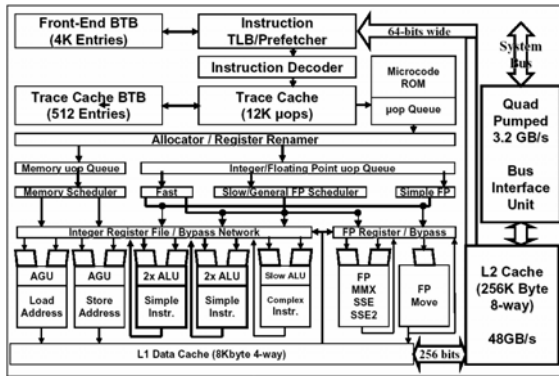 Front-End BTB
(4K Entries)
Instruction
TLB/Prefetcher
64-bits wide
System
Bus
Instruction Decoder
Microcode
ROM
Trace Cache BTB
(512 Entries)
Trace Cache
(12K µops)
µop Queue
Quad
Pumped
3.2 GB/s
Bus
Interface
Unit
Allocator / Register Renamer
Memory uop Queue
Integer/Floating Point uop Queue
Memory Scheduler
Fast
Slow/General FP Scheduler
Simple FP
Integer Register File / Bypass Network
FP Register / Bypass
AGU
Load
Address
AGU
Store
Address
2x ALU
Simple
Instr.
2x ALU
Simple
Instr.
Slow ALU
Complex
Instr.
FP
MMX
SSE
SSE2
FP
Move
L2 Cache
(256K Byte
8-way)
48GB/s
L1 Data Cache (8Kbyte 4-way)
256 bits